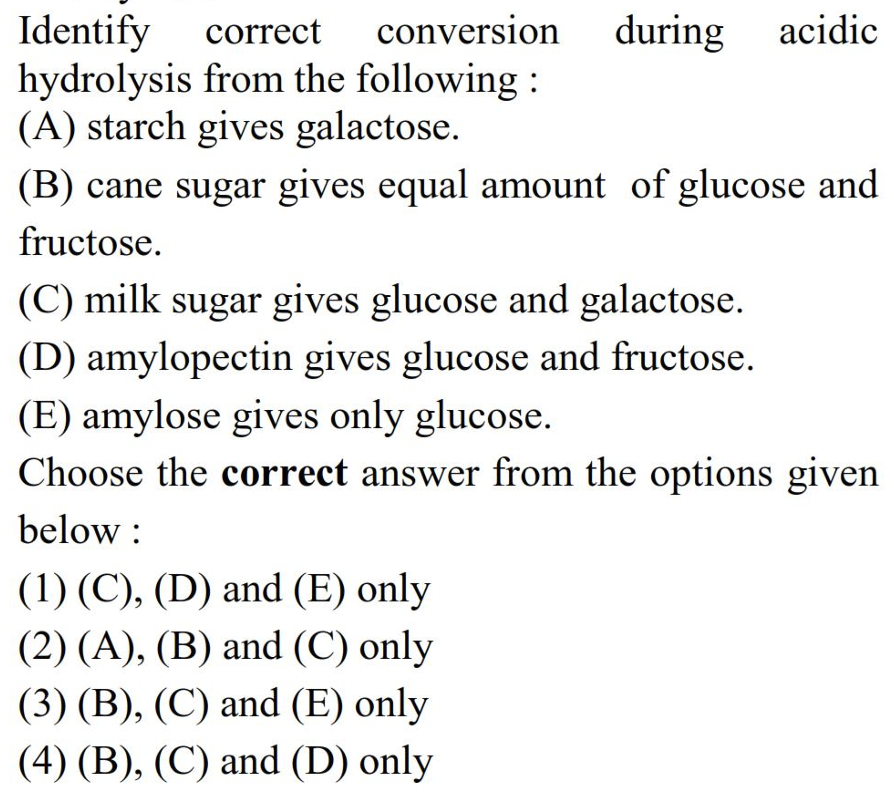 Identify correct conversion during acidic
hydrolysis from the following :
(A) starch gives galactose.
(B) cane sugar gives equal amount of glucose and
fructose.
(C) milk sugar gives glucose and galactose.
(D) amylopectin gives glucose and fructose.
(E) amylose gives only glucose.
Choose the correct answer from the options given
below :
(1) (C), (D) and (E) only
(2) (A), (B) and (C) only
(3) (B), (C) and (E) only
(4) (B), (C) and (D) only